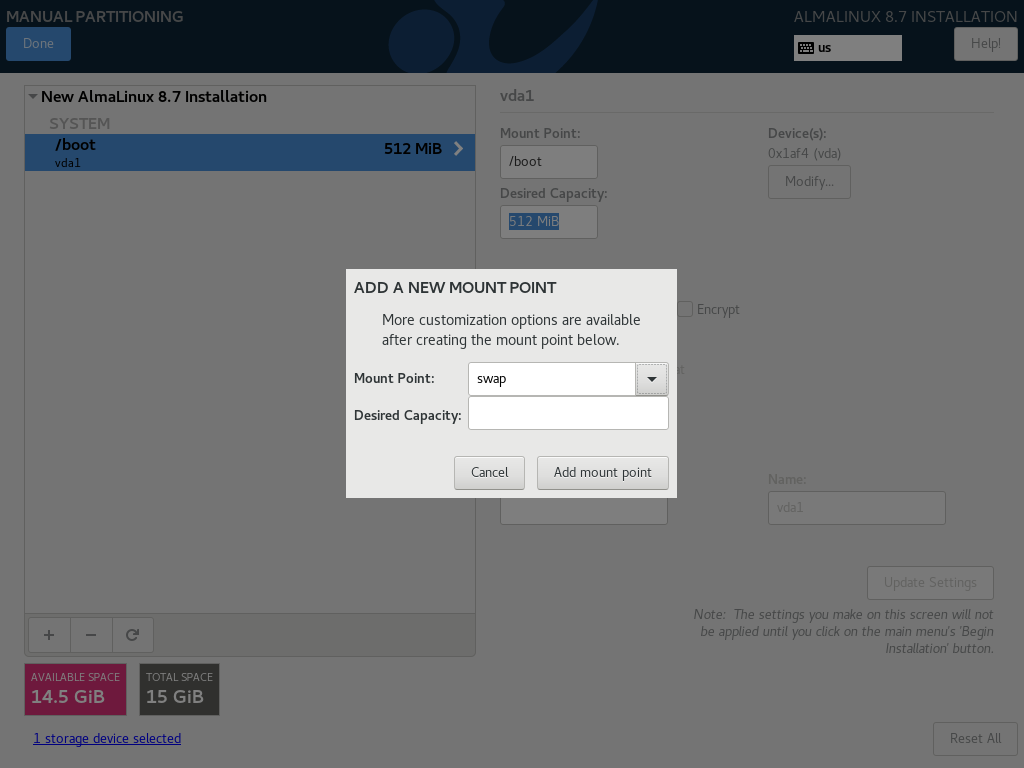 MANUAL PARTITIONING
ALMALINUX 8.7 INSTALLATION
Done
us
Help!
New AlmaLinux 8.7 Installation
SYSTEM
/boot
512 MiB
vda1
vda1
Mount Point:
/boot
Desired Capacity:
512 MiB
Device(s):
0x1af4 (vda)
Modify...
Encrypt
ADD A NEW MOUNT POINT
More customization options are available
after creating the mount point below.
Mount Point:
swap
Desired Capacity:
Cancel
Add mount point
Name:
vda1
Update Settings
Note: The settings you make on this screen will not
be applied until you click on the main menu's 'Begin
Installation' button.
AVAILABLE SPACE
14.5 GiB
TOTAL SPACE
15 GiB
1 storage device selected
Reset All